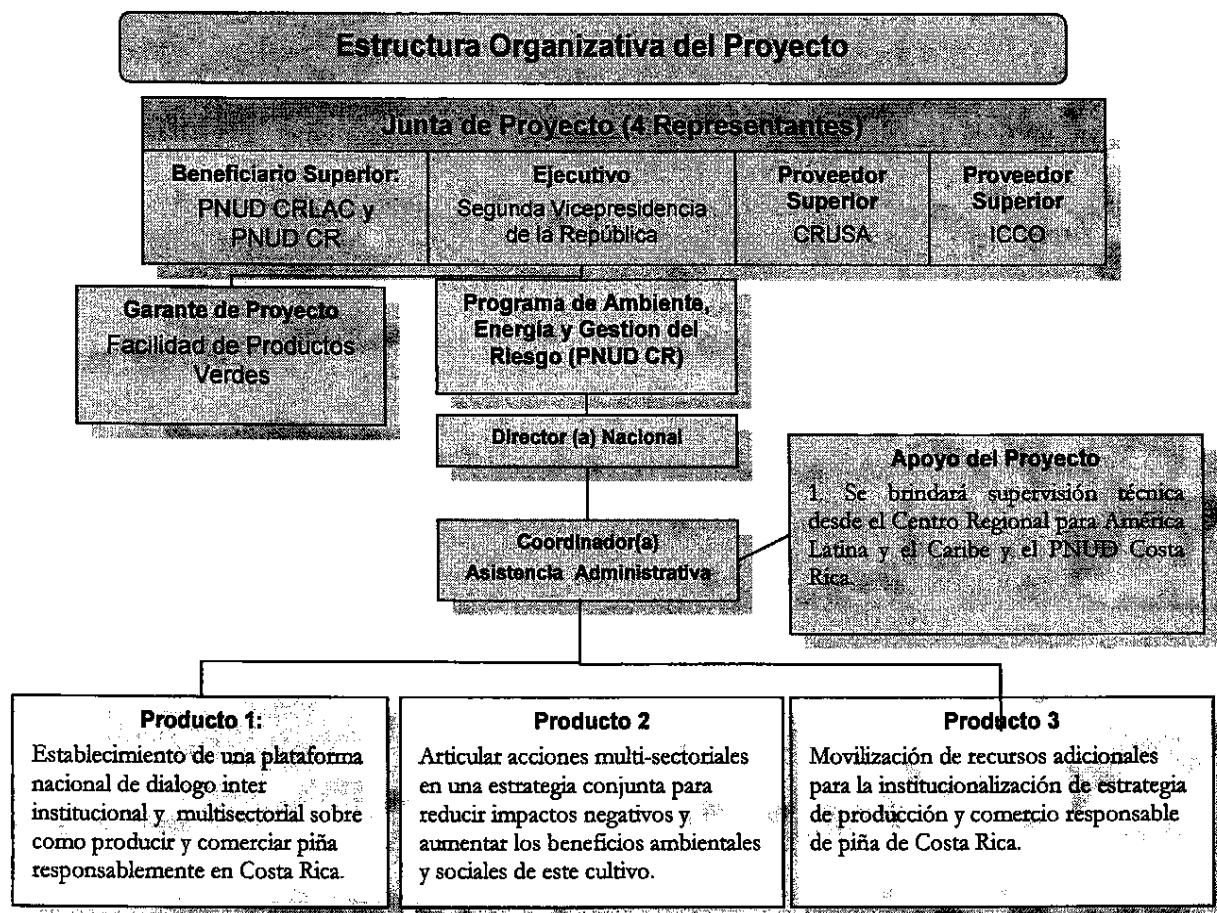 Estructura Organizativa del Proyecto
Junta de Proyecto (4 Representantes)
Beneficiario Superior:
PNUD CRLAC y
PNUD CR
Ejecutivo
Segunda Vicepresidencia
de la República
Proveedor
Superior
CRUSA
Proveedor
Superior
ICCO
Garante de Proyecto
Facilidad de Productos
Verdes
Programa de Ambiente,
Energía y Gestion del
Riesgo (PNUD CR)
Director (a) Nacional
Coordinador(a)
Asistencia Administrativa
Apoyo del Proyecto
1. Se brindará supervisión técnica
desde el Centro Regional para América
Latina y el Caribe y el PNUD Costa
Rica.
Producto 1:
Establecimiento de una plataforma
nacional de dialogo inter
institucional y multisectorial sobre
como producir y comerciar piña
responsablemente en Costa Rica.
Producto 2
Articular acciones multi-sectoriales
en una estrategia conjunta para
reducir impactos negativos y
aumentar los beneficios ambientales
y sociales de este cultivo.
Producto 3
Movilización de recursos adicionales
para la institucionalización de estrategia
de producción y comercio responsable
de piña de Costa Rica.